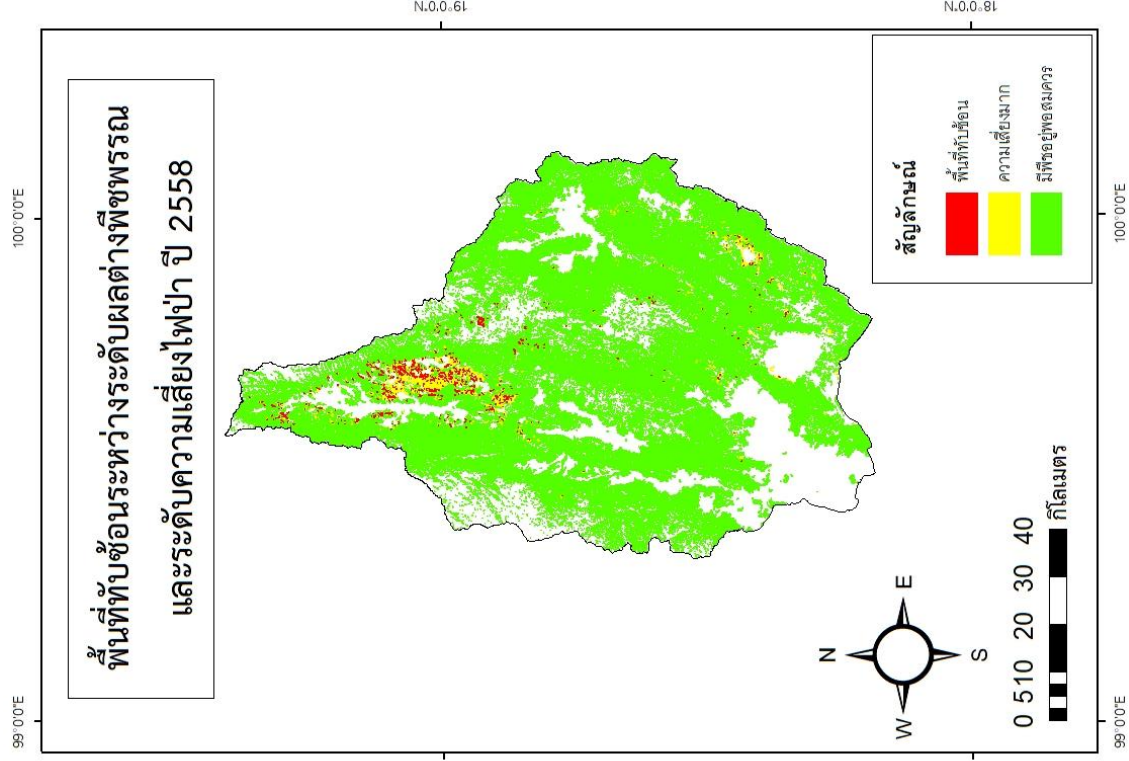 พื้นที่ทับซ้อนระหว่างระดับผลต่างพืชพรรณ
และระดับความเสี่ยงไฟป่า ปี 2558
99°0'0"E
100°0'0"E
19°0'0"N
18°0'0"N
N
W
E
S
0 5 10 20 30 40
กิโลเมตร
สัญลักษณ์
พื้นที่ทับซ้อน
ความเสี่ยงมาก
มีพืชอยู่พอสมควร
99°0'0"E
100°0'0"E